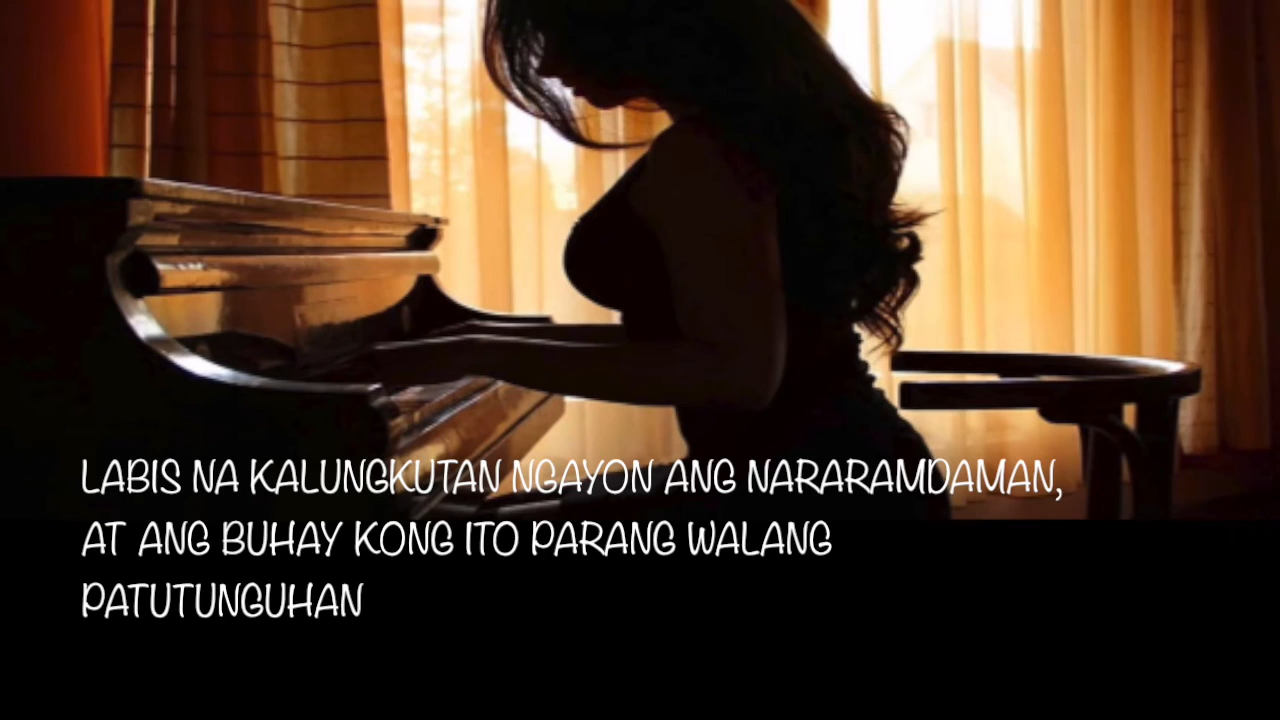 LABIS NA KALUNGKUTAN NGAYON ANG NARARAMDAMAN,
AT ANG BUHAY KONG ITO PARANG WALANG
PATUTUNGUHAN